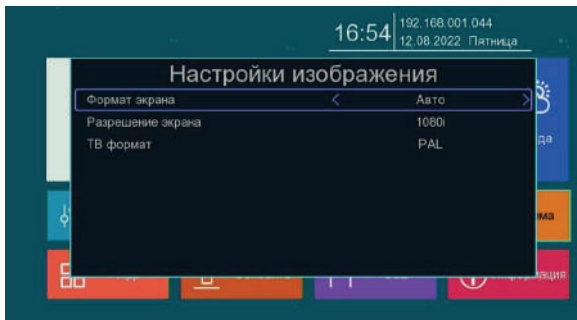 16:54
192.168.001.044
12.08.2022 Пятница
Настройки изображения
Формат экрана < Авто >
Разрешение экрана 1080i
ТВ формат PAL